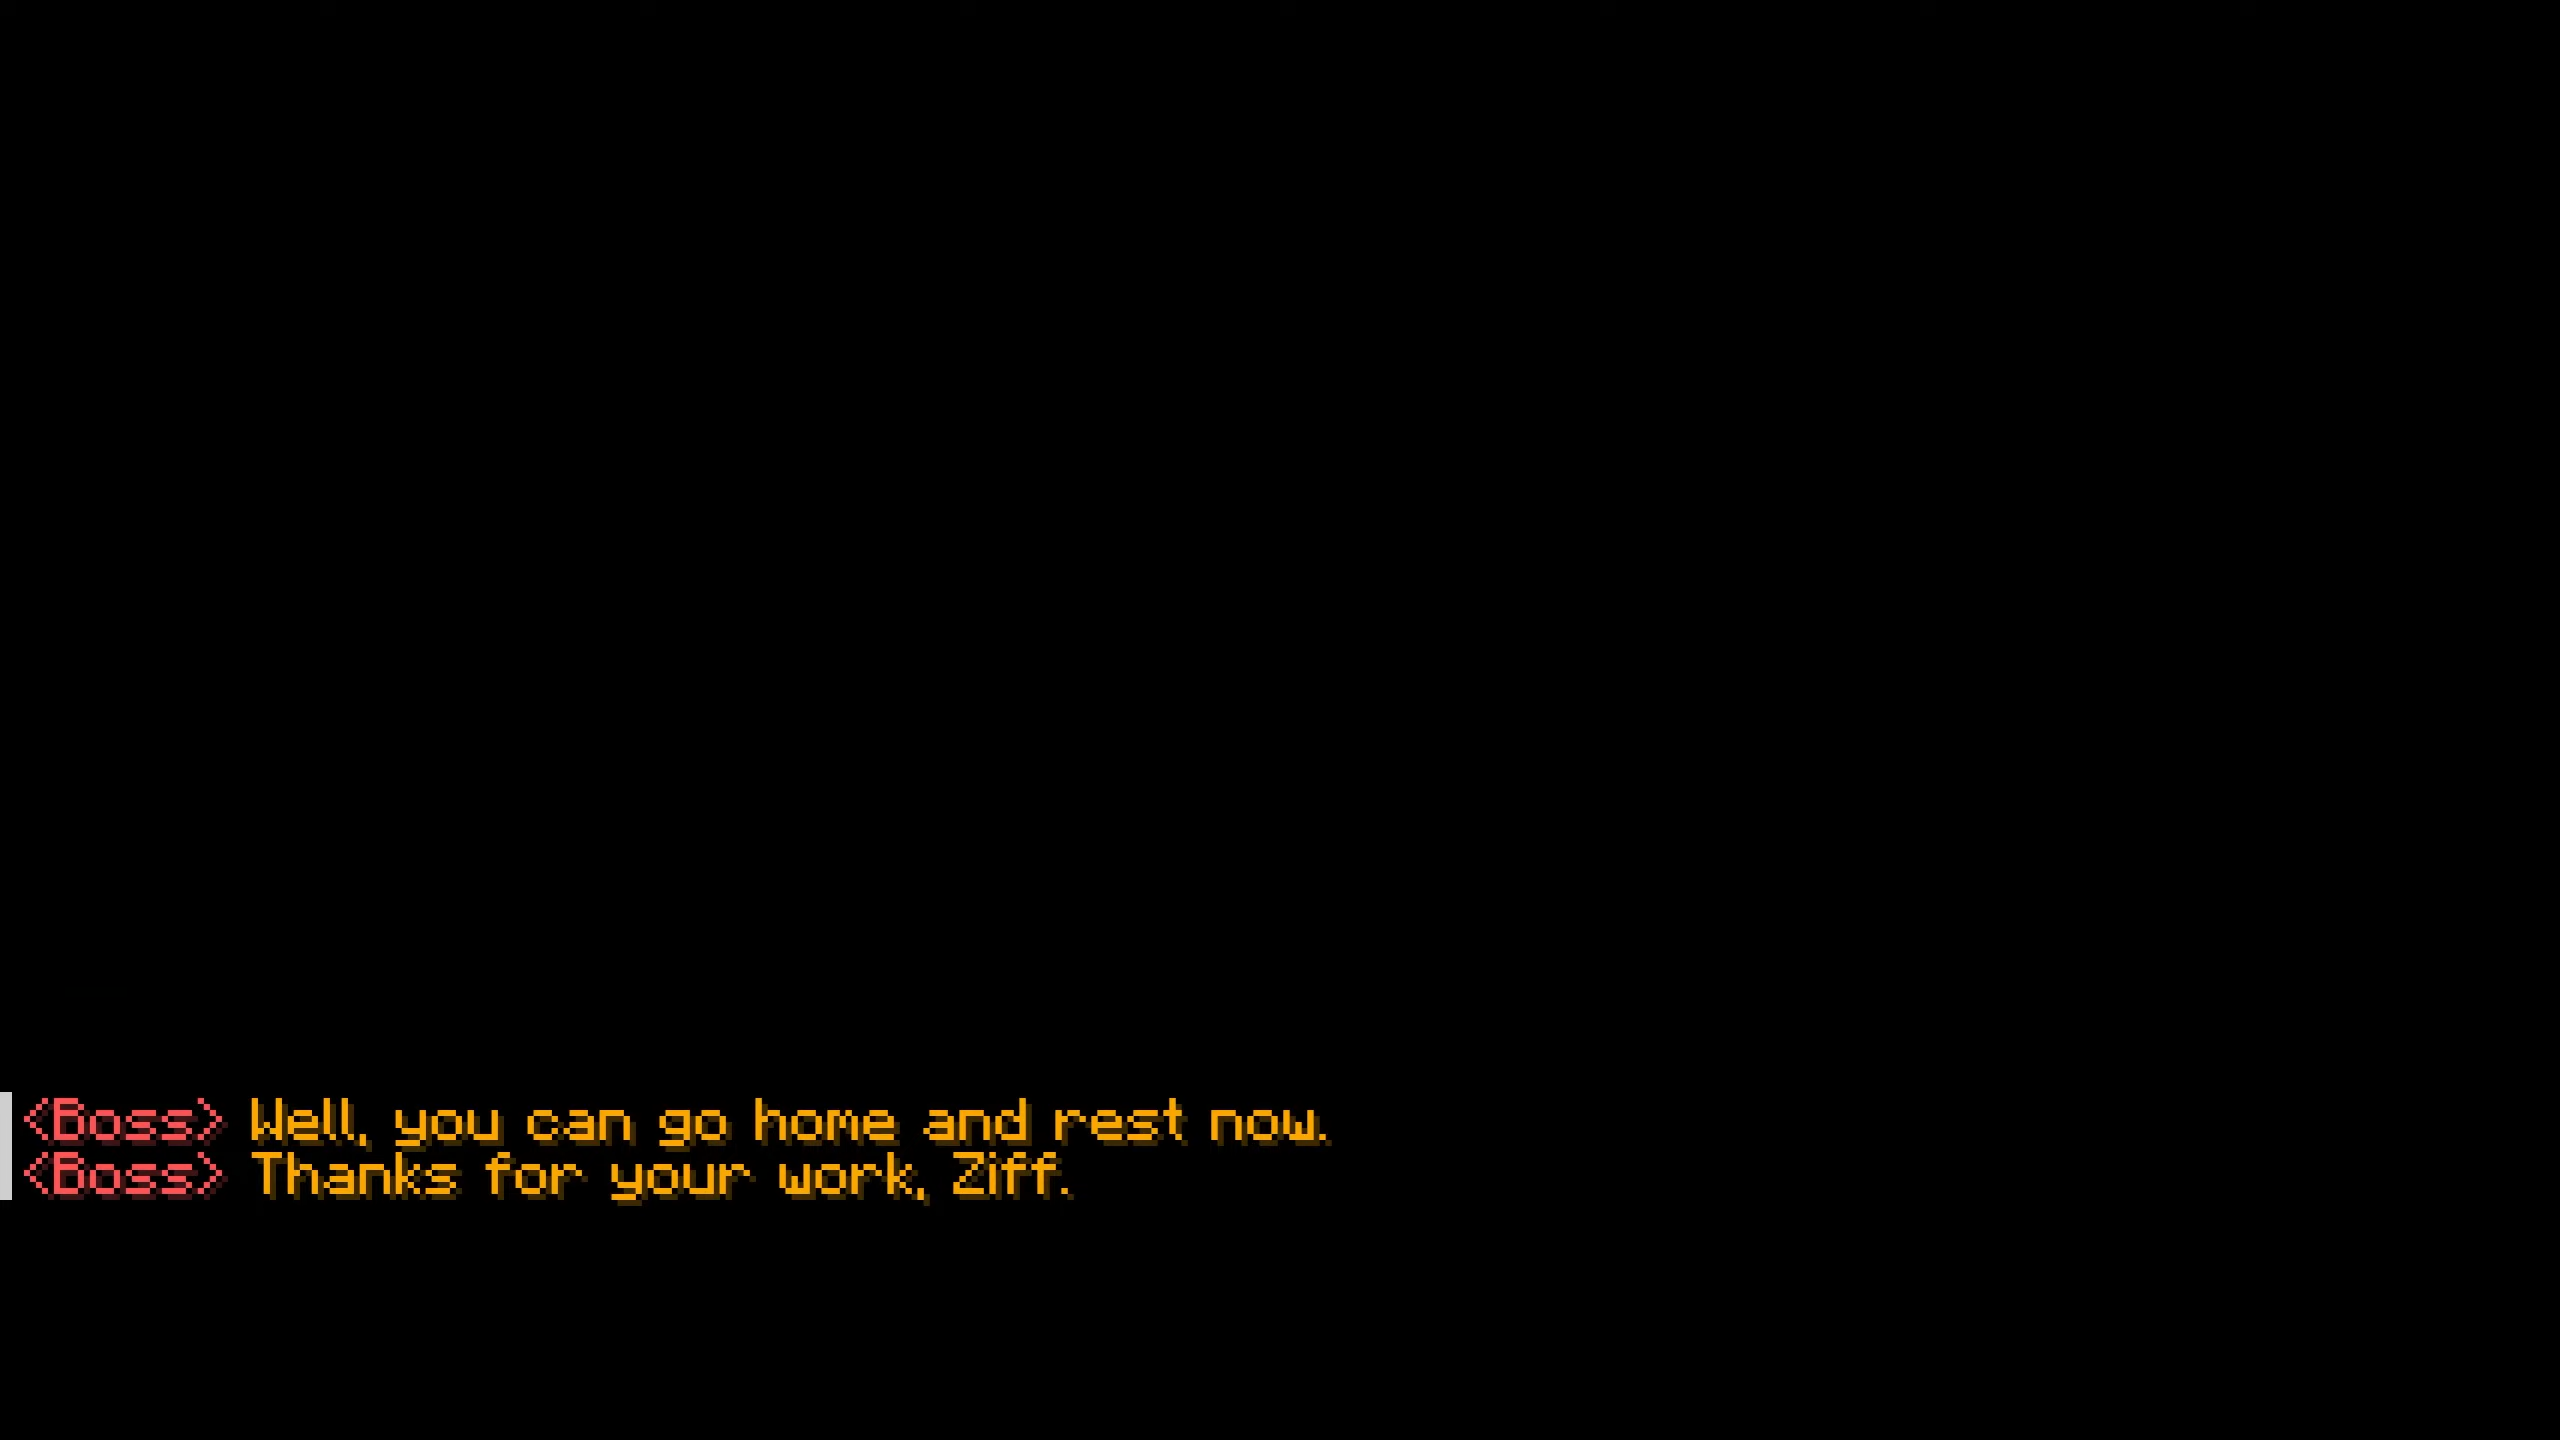 <Boss> Well, you can go home and rest now.
<Boss> Thanks for your work, Ziff.